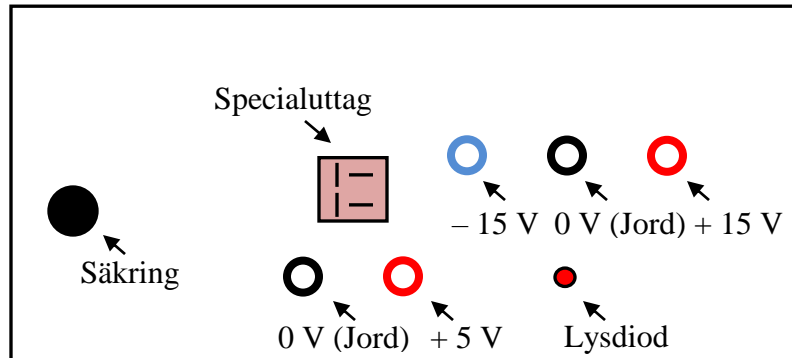 Specialuttag
– 15 V 0 V (Jord) + 15 V
Säkring
0 V (Jord) + 5 V
Lysdiod